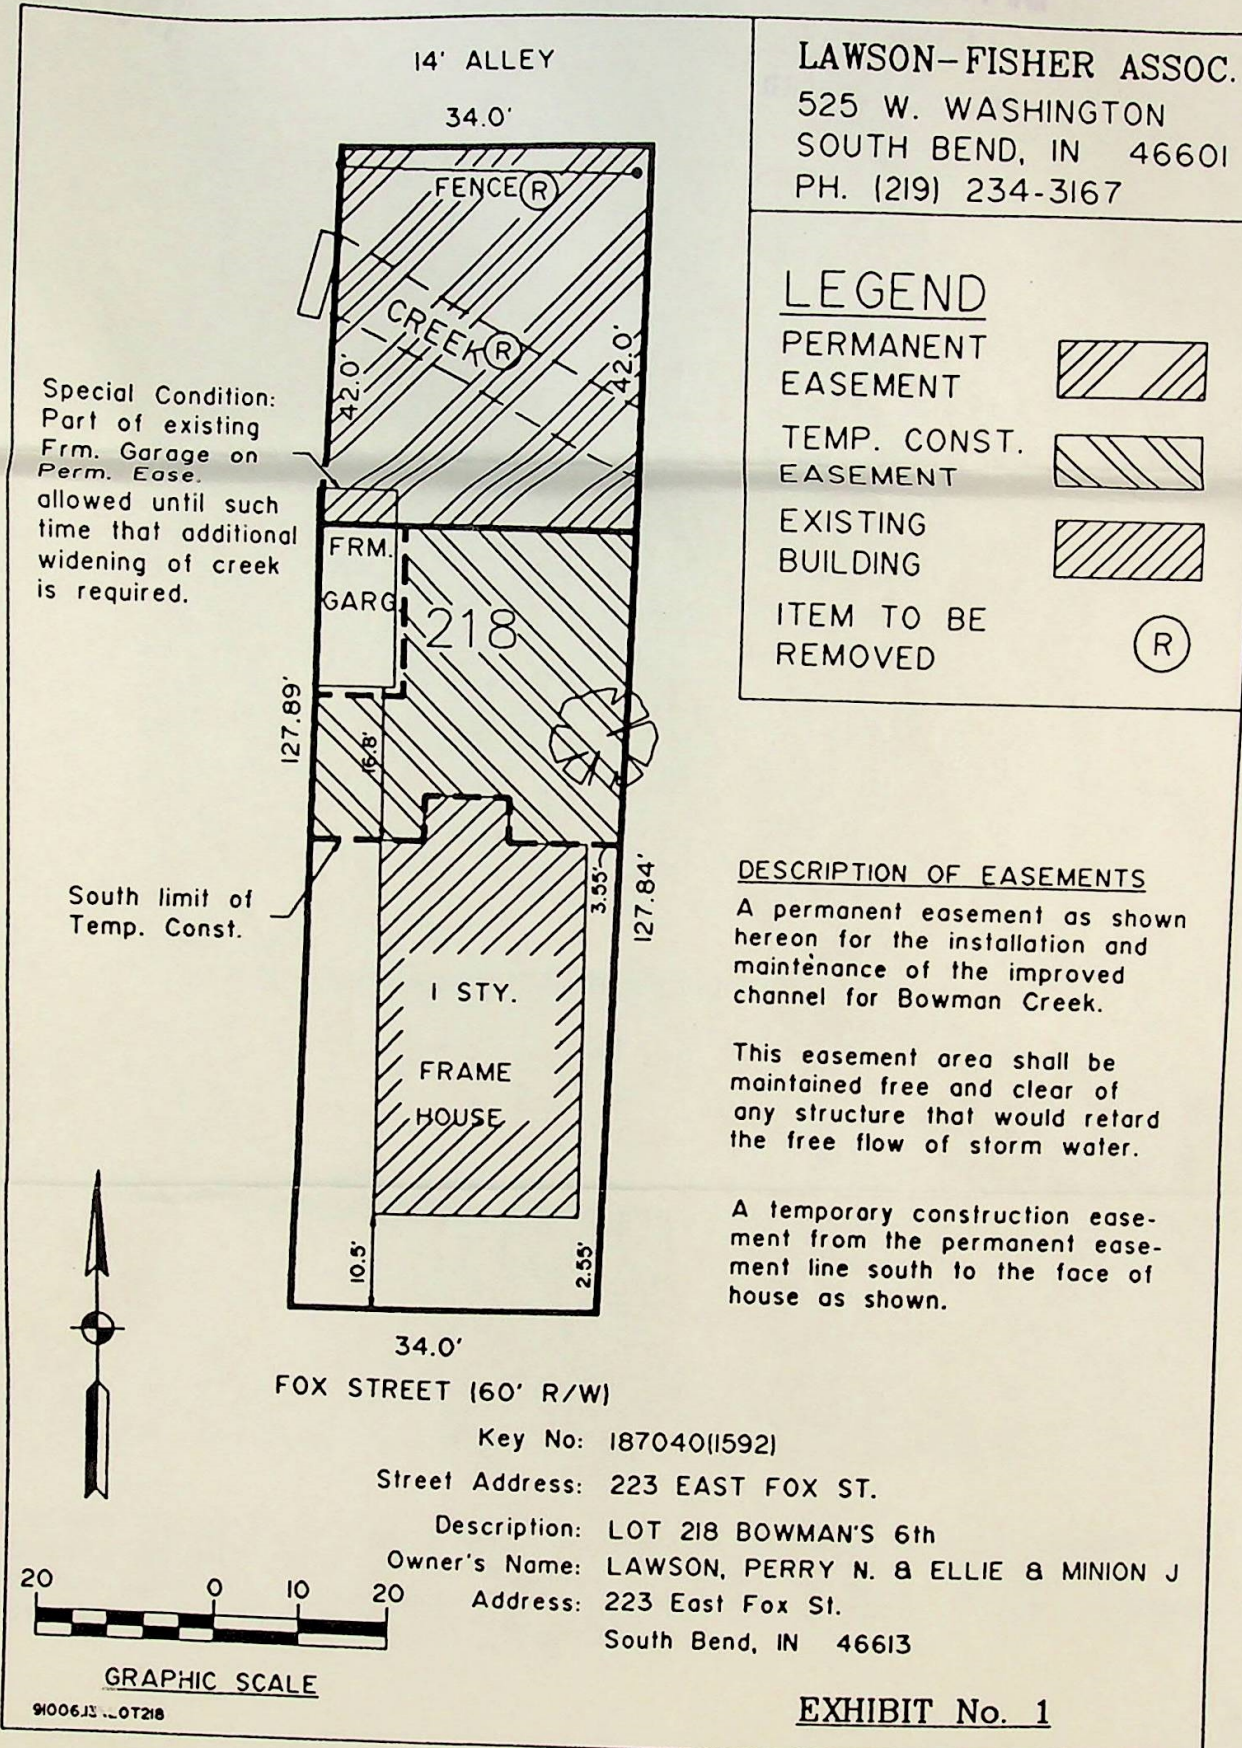 14' ALLEY
34.0'
FENCE R
CREEK R
42.0'
42.0'
Special Condition:
Part of existing
Frm. Garage on
Perm. Ease.
allowed until such
time that additional
widening of creek
is required.
FRM.
GARG
218
127.89'
16.8'
South limit of
Temp. Const.
3.55'
127.84'
1 STY.
FRAME
HOUSE
10.5'
2.55'
34.0'
FOX STREET (60' R/W)
LAWSON-FISHER ASSOC.
525 W. WASHINGTON
SOUTH BEND, IN 46601
PH. (219) 234-3167
LEGEND
PERMANENT
EASEMENT
TEMP. CONST.
EASEMENT
EXISTING
BUILDING
ITEM TO BE
REMOVED
R
DESCRIPTION OF EASEMENTS
A permanent easement as shown
hereon for the installation and
maintenance of the improved
channel for Bowman Creek.
This easement area shall be
maintained free and clear of
any structure that would retard
the free flow of storm water.
A temporary construction ease-
ment from the permanent ease-
ment line south to the face of
house as shown.
Key No: 187040(1592)
Street Address: 223 EAST FOX ST.
Description: LOT 218 BOWMAN'S 6th
Owner's Name: LAWSON, PERRY N. & ELLIE & MINION J
Address: 223 East Fox St.
South Bend, IN 46613
20 0 10 20
GRAPHIC SCALE
EXHIBIT No. 1